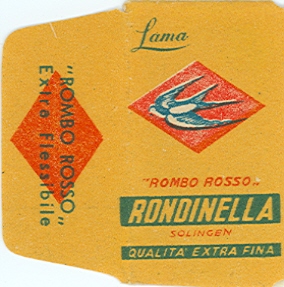 Lama
"ROMBO ROSSO„
RONDINELLA
SOLINGEN
QUALITA' EXTRA FINA
"ROMBO ROSSO„
Extra Flessibile